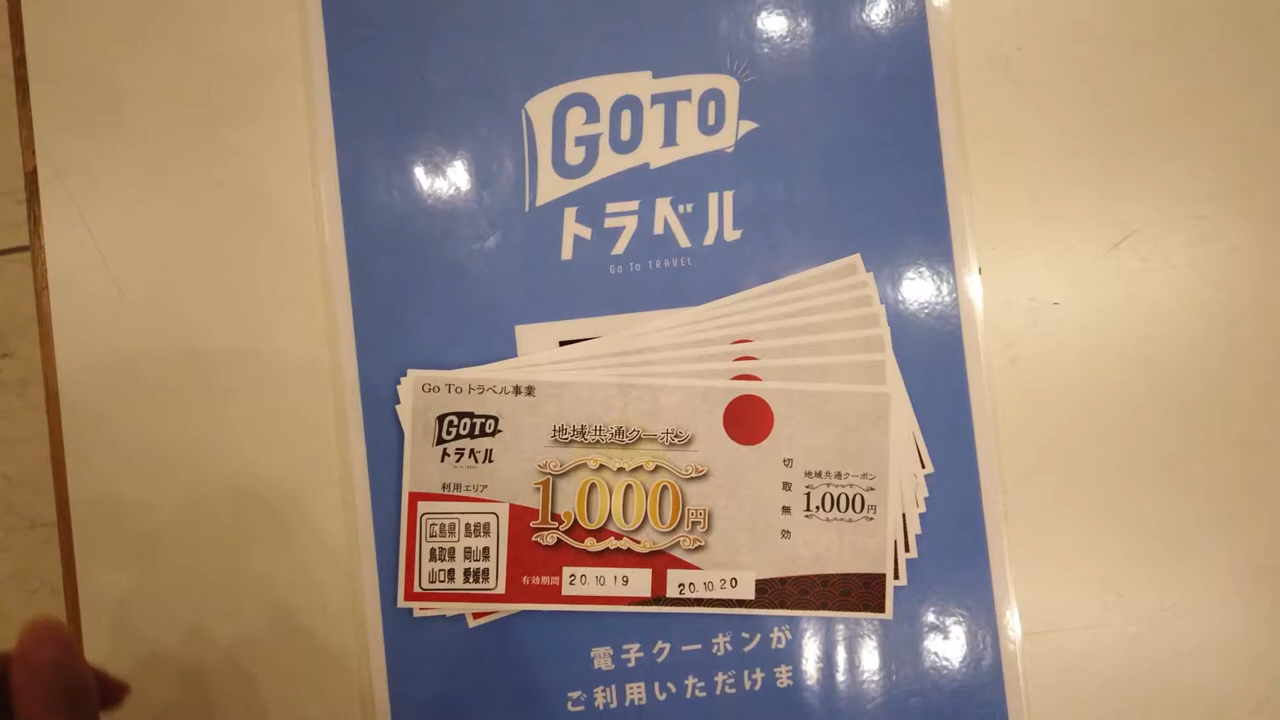 GOTO
トラベル
Go To TRAVEL
Go To トラベル事業
GOTO
トラベル
利用エリア
広島県 島根県
鳥取県 岡山県
山口県 愛媛県
地域共通クーポン
1,000円
有効期間 20.10.19 20.10.20
切取無効
地域共通クーポン
1,000円
電子クーポンが
ご利用いただけま